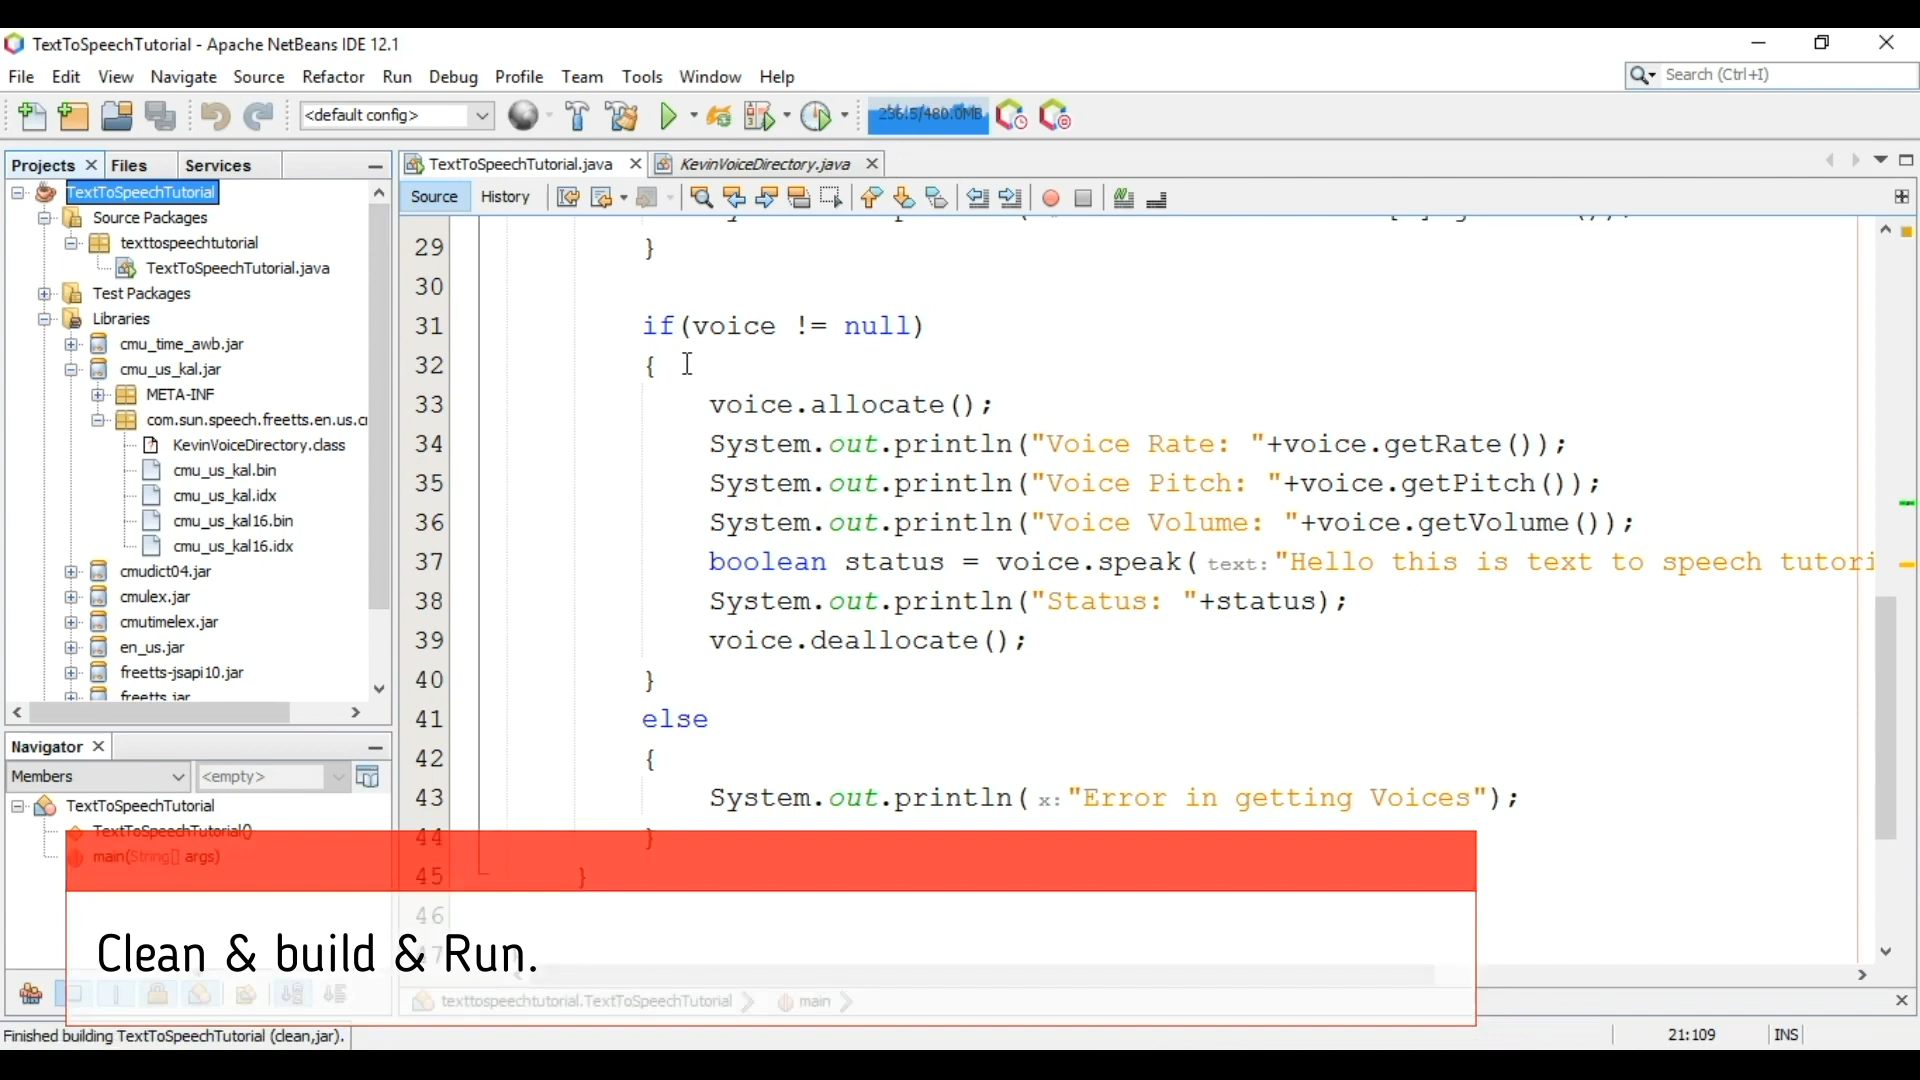 TextToSpeechTutorial - Apache NetBeans IDE 12.1
File Edit View Navigate Source Refactor Run Debug Profile Team Tools Window Help
Search (Ctrl+I)
<default config>
236.5/480.0MB
Projects Files Services
TextToSpeechTutorial.java KevinVoiceDirectory.java
Source History
TextToSpeechTutorial
Source Packages
texttospeechtutorial
TextToSpeechTutorial.java
Test Packages
Libraries
cmu_time_awb.jar
cmu_us_kal.jar
META-INF
com.sun.speech.freetts.en.us.c
KevinVoiceDirectory.class
cmu_us_kal.bin
cmu_us_kal.idx
cmu_us_kal16.bin
cmu_us_kal16.idx
cmudict04.jar
cmulex.jar
cmutimelex.jar
en_us.jar
freetts-jsapi10.jar
freetts.jar
29 }
30
31 if(voice != null)
32 {
33 voice.allocate();
34 System.out.println("Voice Rate: "+voice.getRate());
35 System.out.println("Voice Pitch: "+voice.getPitch());
36 System.out.println("Voice Volume: "+voice.getVolume());
37 boolean status = voice.speak( text: "Hello this is text to speech tutori
38 System.out.println("Status: "+status);
39 voice.deallocate();
40 }
41 else
42 {
43 System.out.println( x: "Error in getting Voices");
44 }
45 }
46
47
Navigator
Members <empty>
TextToSpeechTutorial
TextToSpeechTutorial()
main(String[] args)
Clean & build & Run.
texttospeechtutorial.TextToSpeechTutorial main
Finished building TextToSpeechTutorial (clean,jar).
21:109 INS